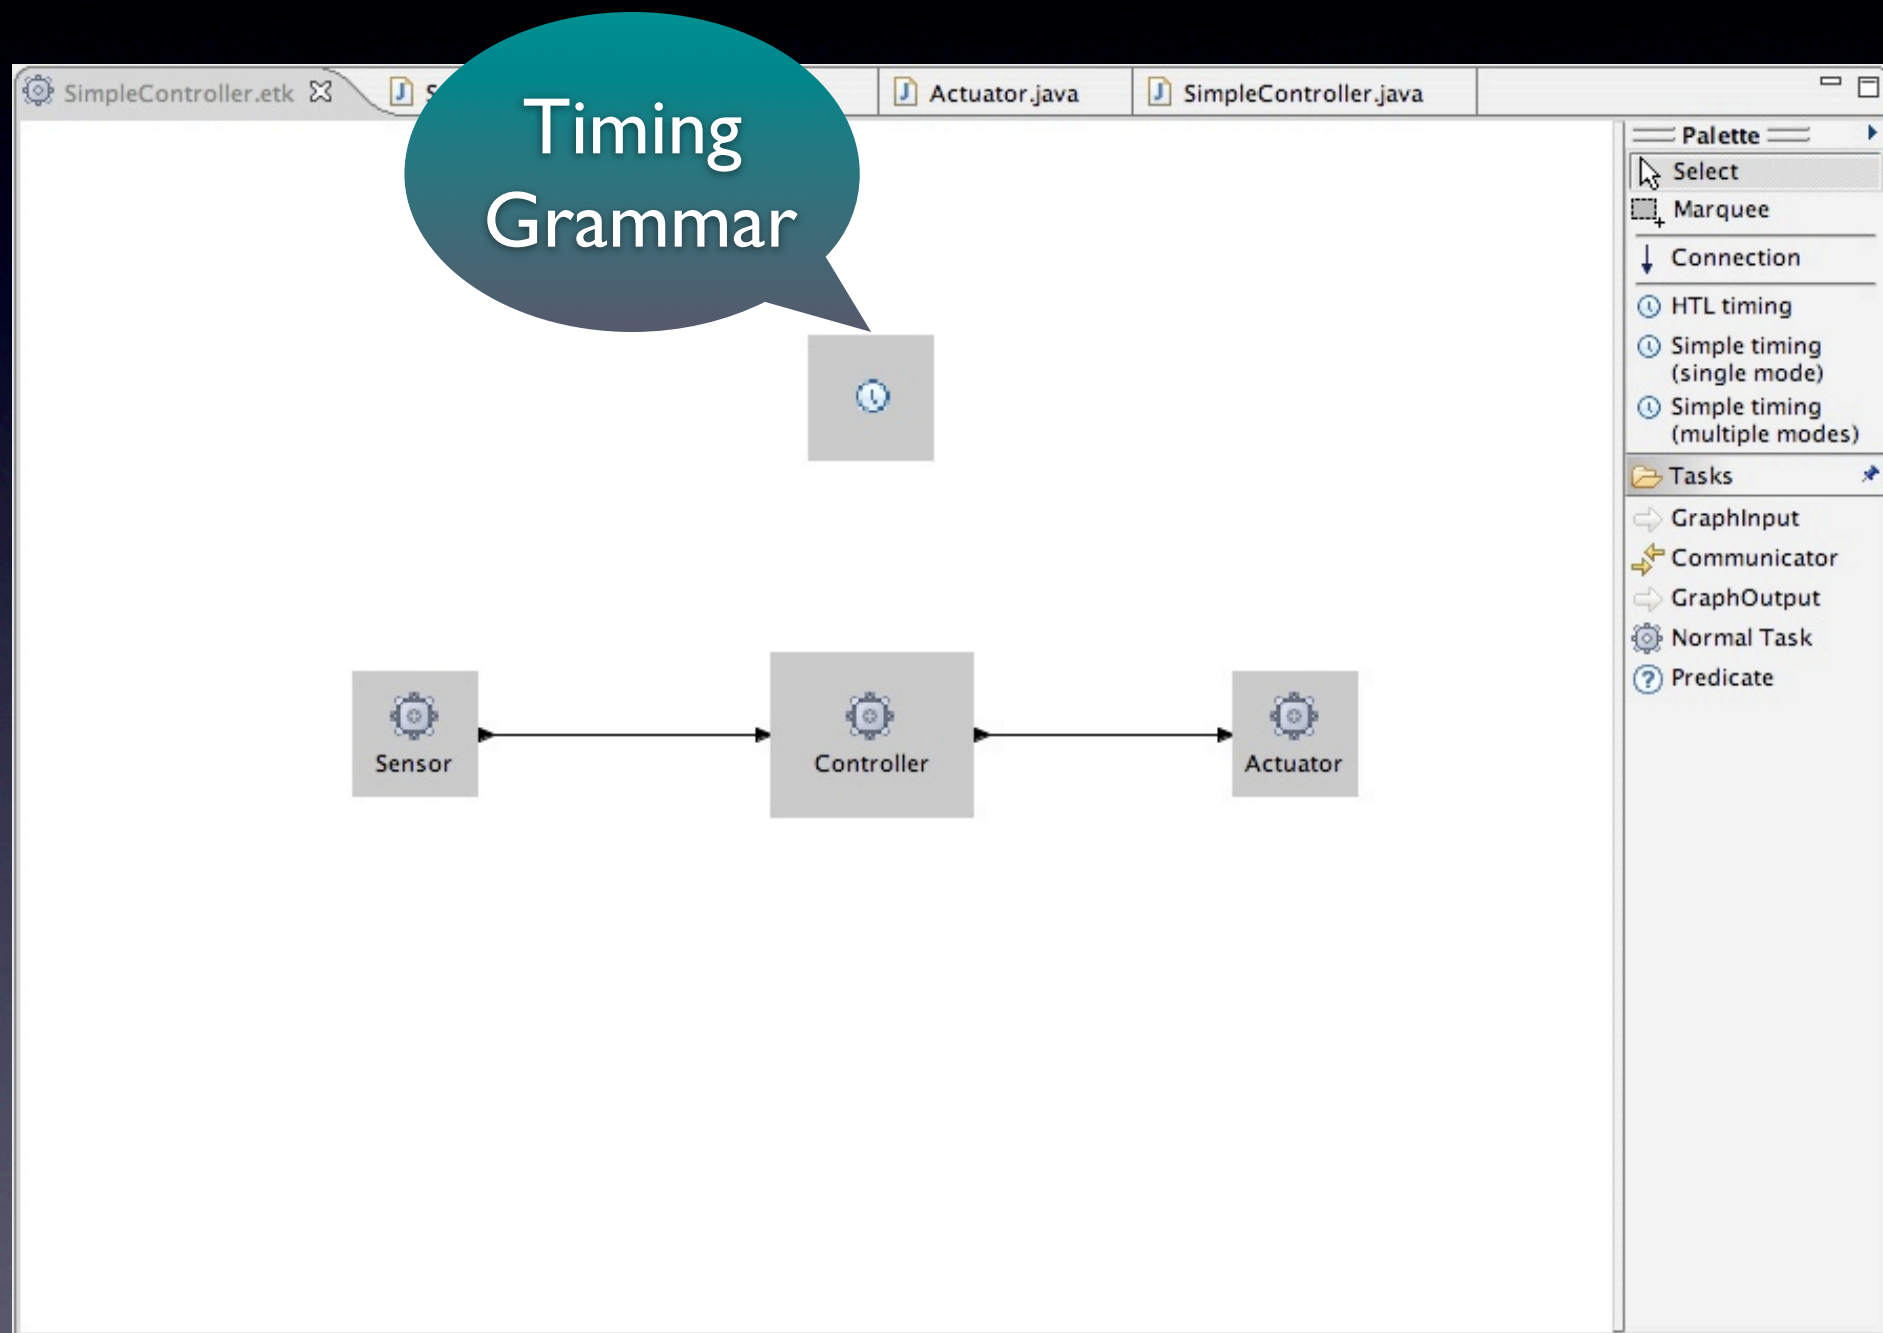 Timing
Grammar
SimpleController.etk
Actuator.java
SimpleController.java
Palette
Select
Marquee
Connection
HTL timing
Simple timing
(single mode)
Simple timing
(multiple modes)
Tasks
GraphInput
Communicator
GraphOutput
Normal Task
Predicate
Sensor
Controller
Actuator